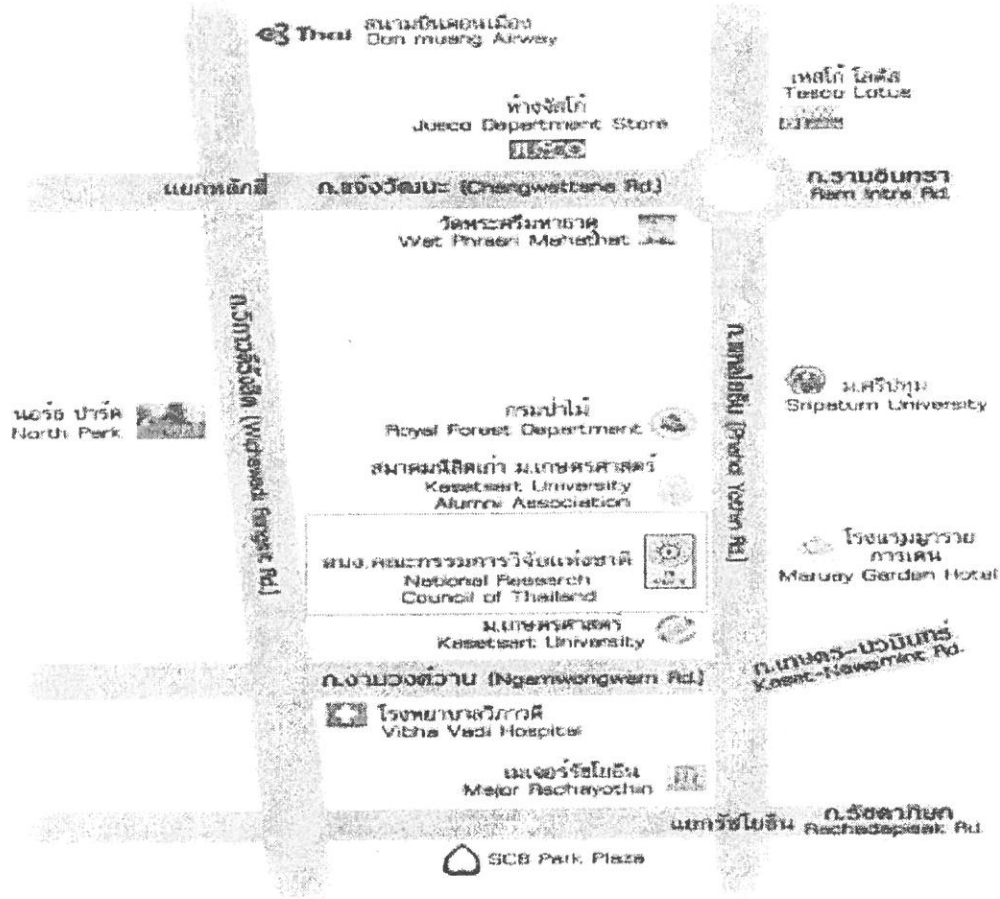 Thai
สนามบินดอนเมือง
Don muang Airway
เทสโก้ โลตัส
Tesco Lotus
ห้างจัสโก้
Jusco Department Store
แยกหลักสี่
ถ.แจ้งวัฒนะ (Changwattana Rd.)
ถ.รามอินทรา
Ram Intra Rd.
วัดพระศรีมหาธาตุ
Wat Phrasri Mahathat
ถ.วิภาวดีรังสิต (Vibhavadi Rangsit Rd.)
ถ.พหลโยธิน (Phahol Yothin Rd.)
นอร์ธ ปาร์ค
North Park
ม.ศรีปทุม
Sripatum University
กรมป่าไม้
Royal Forest Department
สมาคมนิสิตเก่า ม.เกษตรศาสตร์
Kasetsart University
Alumni Association
สนง.คณะกรรมการวิจัยแห่งชาติ
National Research
Council of Thailand
โรงแรมมารวย
การเดน
Maruay Garden Hotel
ม.เกษตรศาสตร์
Kasetsart University
ถ.งามวงศ์วาน (Ngamwongwarn Rd.)
ถ.เกษตร-นวมินทร์
Kaset-Nawamint Rd.
โรงพยาบาลวิภาวดี
Vibha Vadi Hospital
เมเจอร์รัชโยธิน
Major Rachayothin
แยกรัชโยธิน
ถ.รัชดาภิเษก
Rachadapisek Rd.
SCB Park Plaza